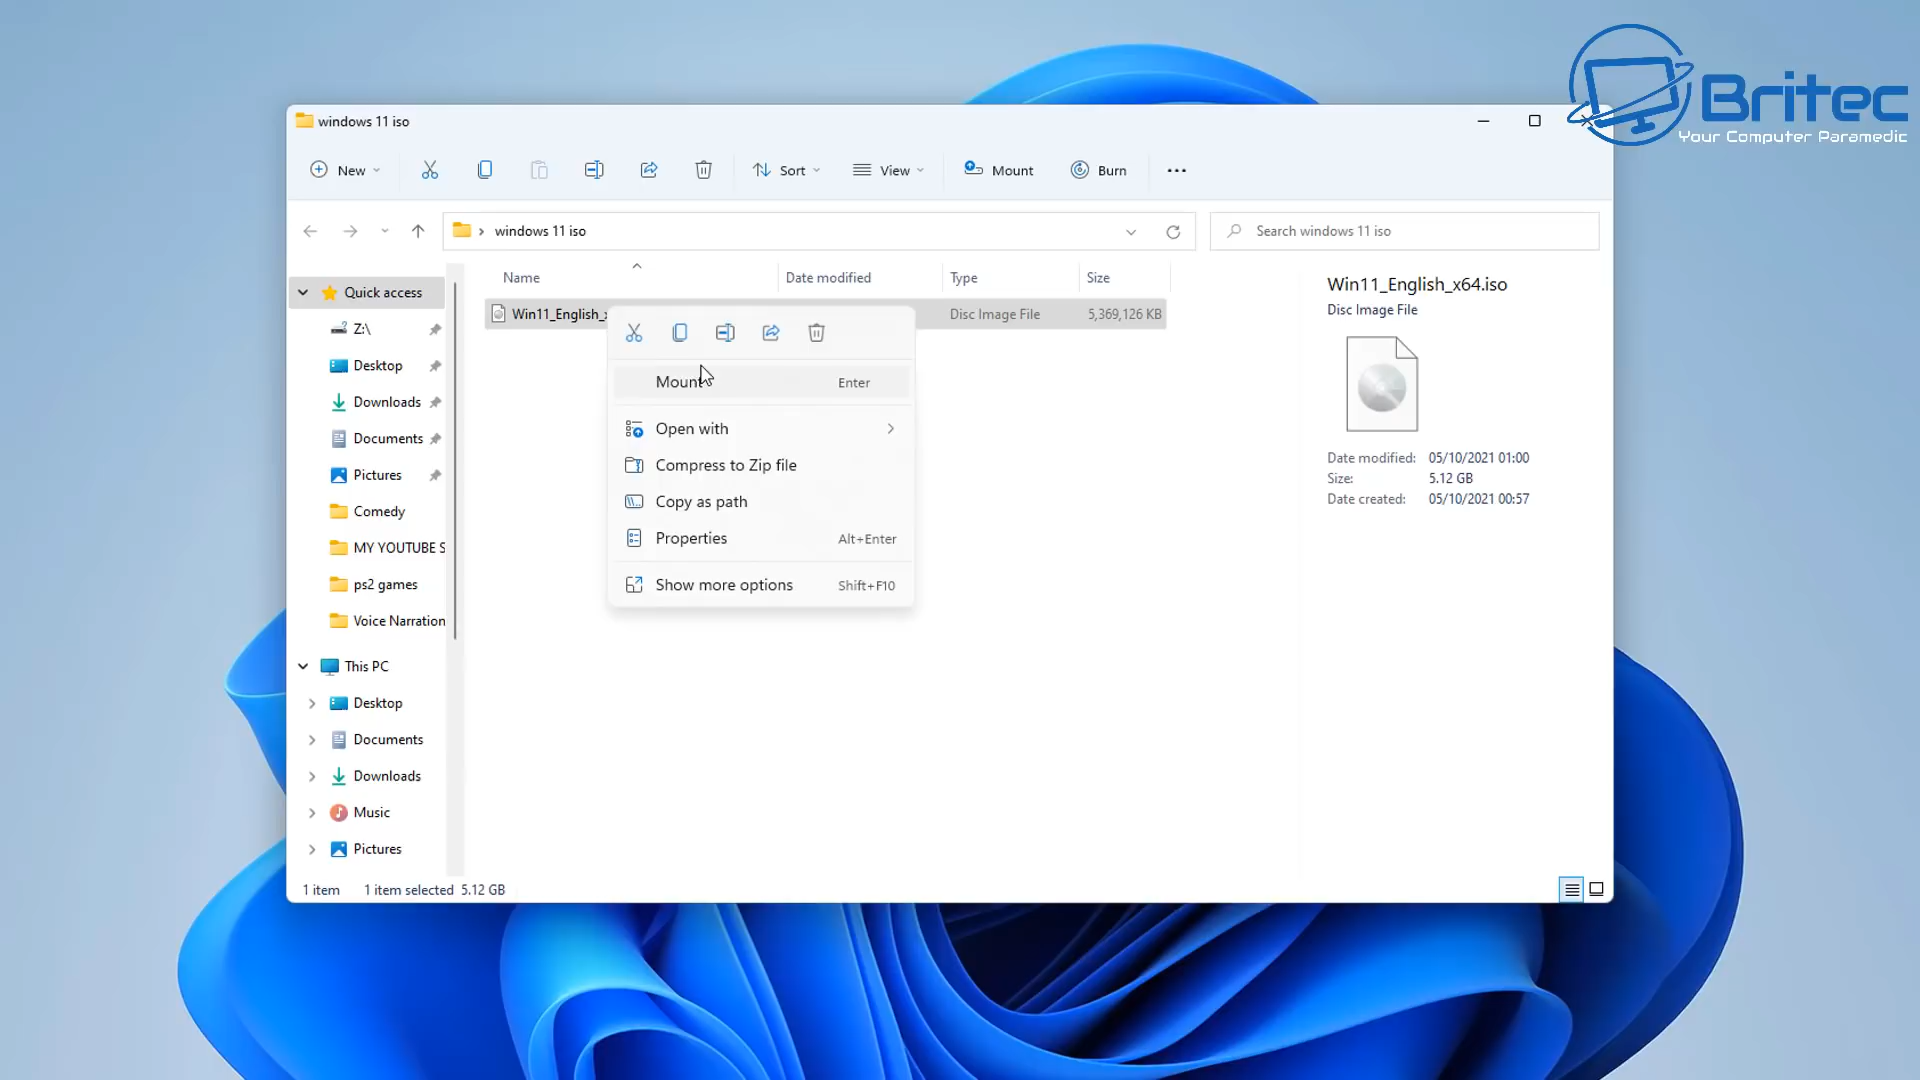 Britec
Your Computer Paramedic
windows 11 iso
New
Sort
View
Mount
Burn
windows 11 iso
Search windows 11 iso
Name
Date modified
Type
Size
Quick access
Z:\
Desktop
Downloads
Documents
Pictures
Comedy
MY YOUTUBE S
ps2 games
Voice Narration
This PC
Desktop
Documents
Downloads
Music
Pictures
Win11_English_x
Disc Image File
5,369,126 KB
Mount
Enter
Open with
Compress to Zip file
Copy as path
Properties
Alt+Enter
Show more options
Shift+F10
Win11_English_x64.iso
Disc Image File
Date modified: 05/10/2021 01:00
Size: 5.12 GB
Date created: 05/10/2021 00:57
1 item
1 item selected 5.12 GB